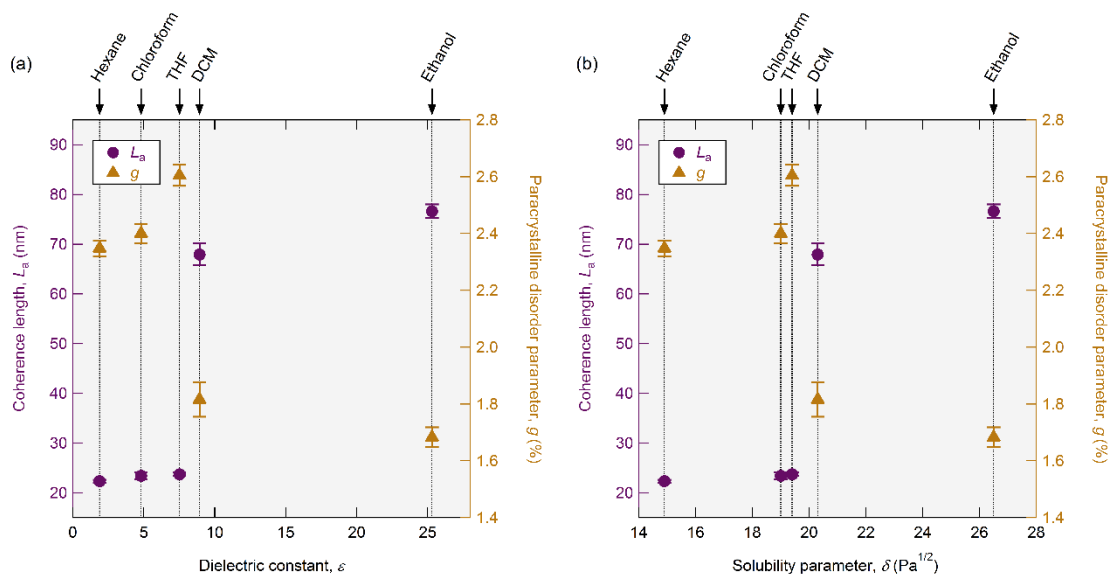 (a)
Hexane
Chloroform
THF
DCM
Ethanol
Coherence length, Lₐ (nm)
90
80
70
60
50
40
30
20
Lₐ
g
2.8
2.6
2.4
2.2
2.0
1.8
1.6
1.4
Paracrystalline disorder parameter, g (%)
0
5
10
15
20
25
Dielectric constant, ε
(b)
Hexane
Chloroform
THF
DCM
Ethanol
Coherence length, Lₐ (nm)
90
80
70
60
50
40
30
20
Lₐ
g
2.8
2.6
2.4
2.2
2.0
1.8
1.6
1.4
Paracrystalline disorder parameter, g (%)
14
16
18
20
22
24
26
28
Solubility parameter, δ (Pa¹ᐟ²)